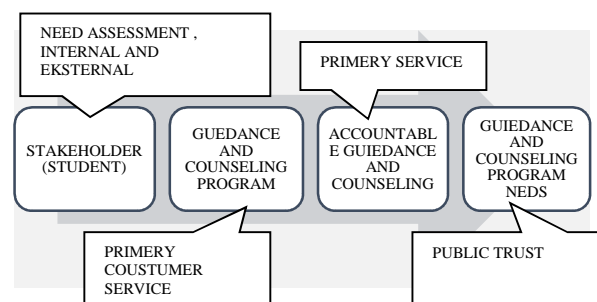 NEED ASSESSMENT ,
INTERNAL AND
EKSTERNAL
PRIMERY SERVICE
STAKEHOLDER
(STUDENT)
GUEDANCE
AND
COUNSELING
PROGRAM
ACCOUNTABL
E GUIEDANCE
AND
COUNSELING
GUIEDANCE
AND
COUNSELING
PROGRAM
NEDS
PRIMERY
COUSTUMER
SERVICE
PUBLIC TRUST